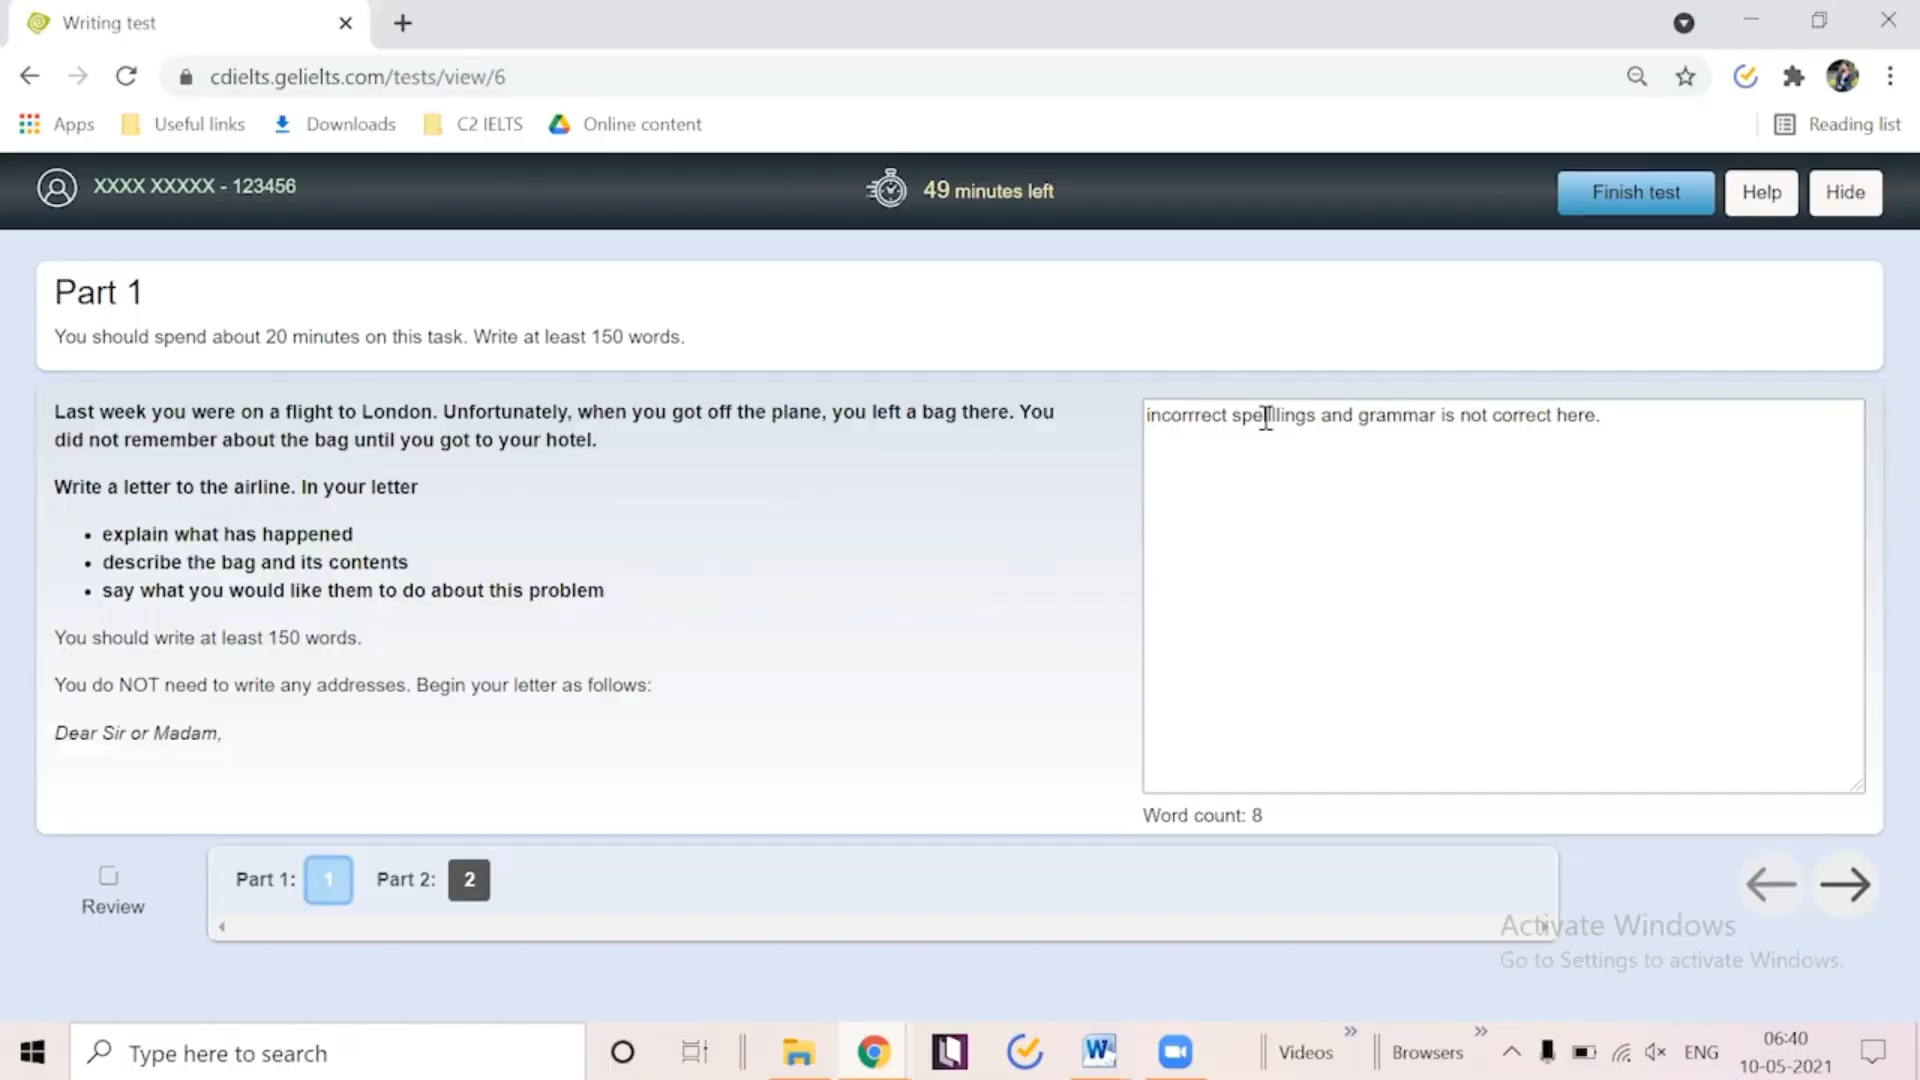 Writing test
cdielts.gelielts.com/tests/view/6
Apps Useful links Downloads C2 IELTS Online content Reading list
XXXX XXXXX - 123456 49 minutes left Finish test Help Hide
Part 1
You should spend about 20 minutes on this task. Write at least 150 words.
Last week you were on a flight to London. Unfortunately, when you got off the plane, you left a bag there. You
did not remember about the bag until you got to your hotel.
Write a letter to the airline. In your letter
• explain what has happened
• describe the bag and its contents
• say what you would like them to do about this problem
You should write at least 150 words.
You do NOT need to write any addresses. Begin your letter as follows:
Dear Sir or Madam,
incorrrect and grammar is not correct here.
Word count: 8
Review
Part 1: 1 Part 2: 2
Activate Windows
Go to Settings to activate Windows.
Type here to search
Videos Browsers ENG
06:40
10-05-2021